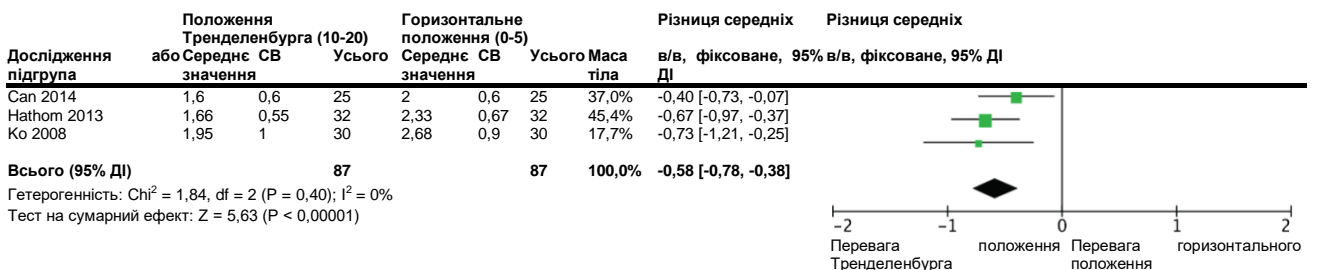 Положення Тренделенбурга (10-20) Горизонтальне положення (0-5) Різниця середніх Різниця середніх
Дослідження або підгрупа Середнє значення СВ Усього Середнє значення СВ Усього Маса тіла в/в, фіксоване, 95% ДІ в/в, фіксоване, 95% ДІ
Can 2014 1,6 0,6 25 2 0,6 25 37,0% -0,40 [-0,73, -0,07]
Hathom 2013 1,66 0,55 32 2,33 0,67 32 45,4% -0,67 [-0,97, -0,37]
Ko 2008 1,95 1 30 2,68 0,9 30 17,7% -0,73 [-1,21, -0,25]
Всього (95% ДІ) 87 87 100,0% -0,58 [-0,78, -0,38]
Гетерогенність: Chi² = 1,84, df = 2 (P = 0,40); I² = 0%
Тест на сумарний ефект: Z = 5,63 (P < 0,00001)
-2 -1 0 1 2
Перевага положення Тренделенбурга
Перевага горизонтального положення